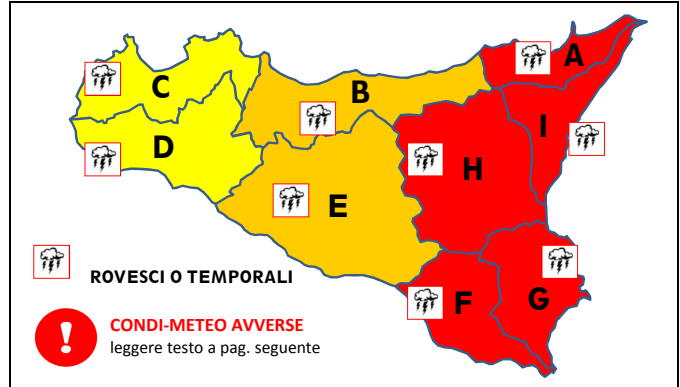 A
C
B
I
D
H
E
ROVESCI O TEMPORALI
F
G
!
CONDI-METEO AVVERSE
leggere testo a pag. seguente